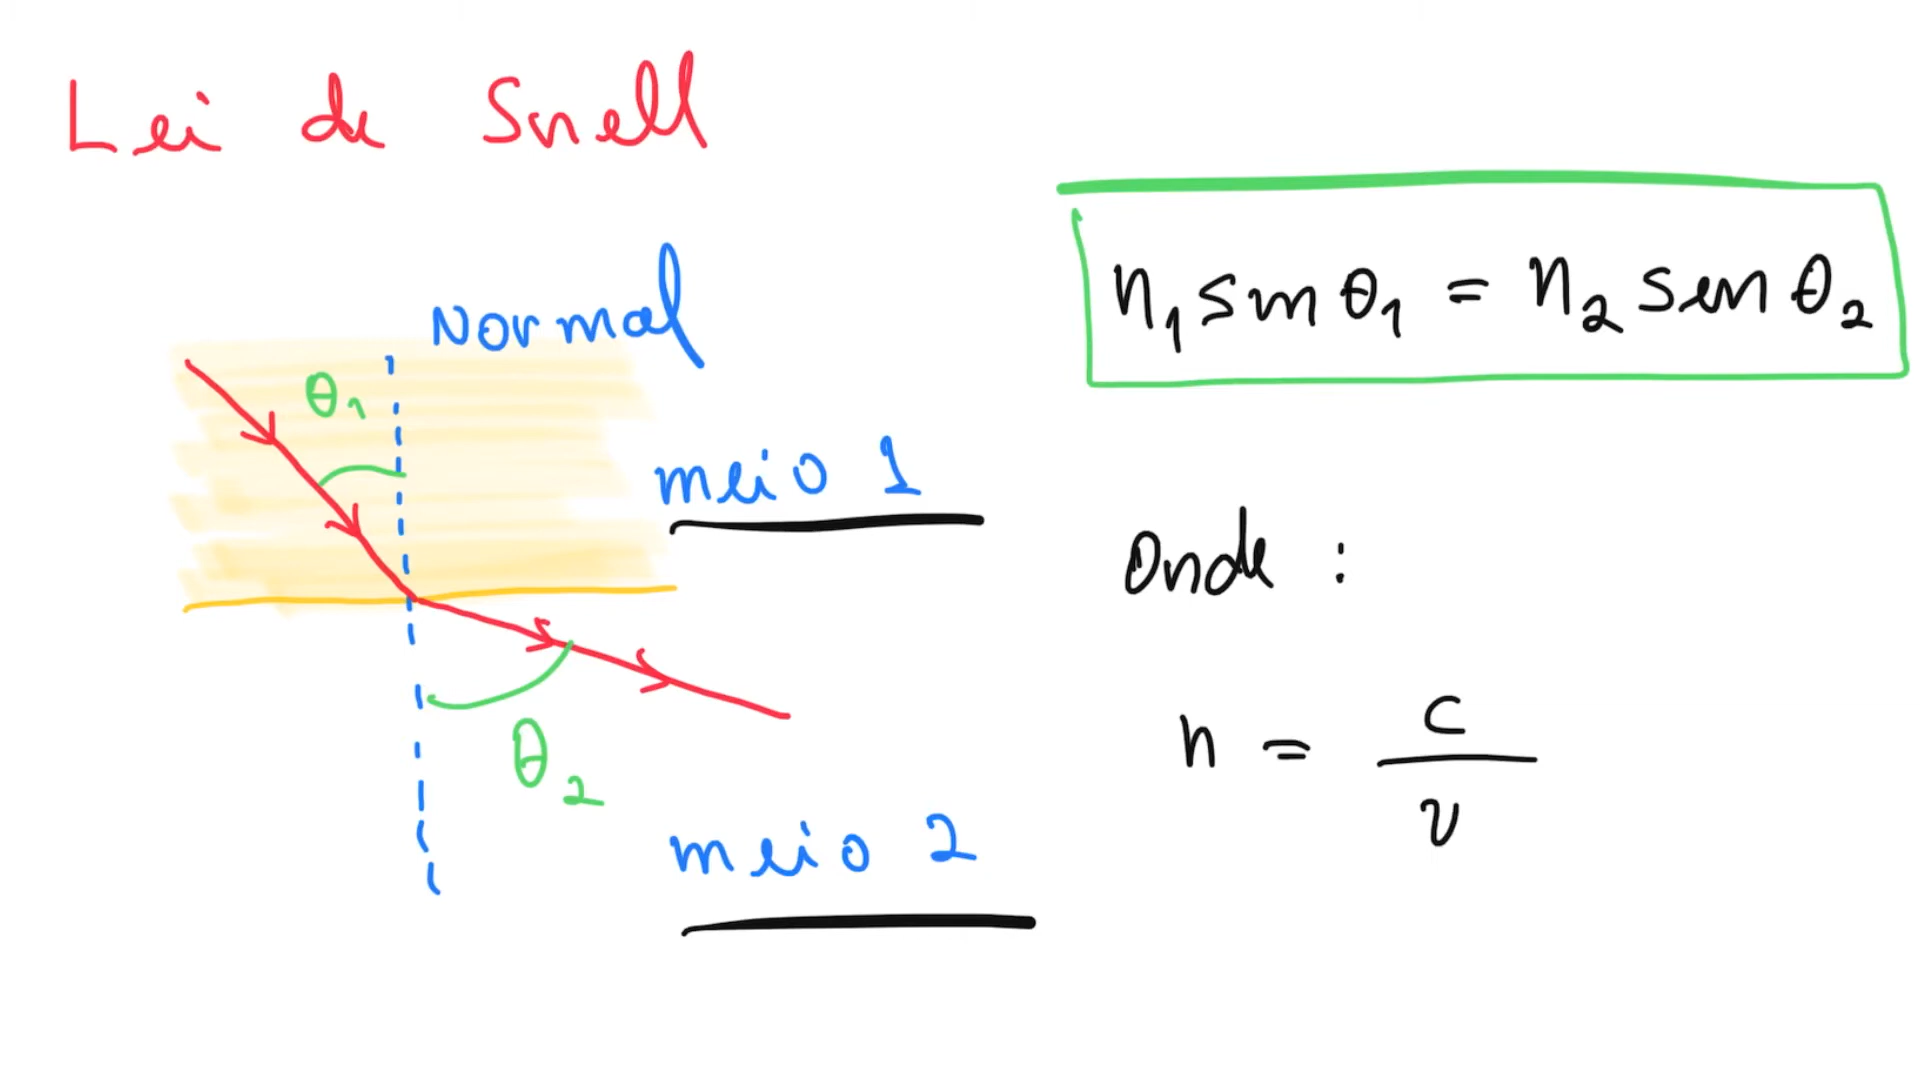 Lei de Snell
Normal
θ₁
meio 1
θ₂
meio 2
n₁ sen θ₁ = n₂ sen θ₂
Onde :
n = c
v